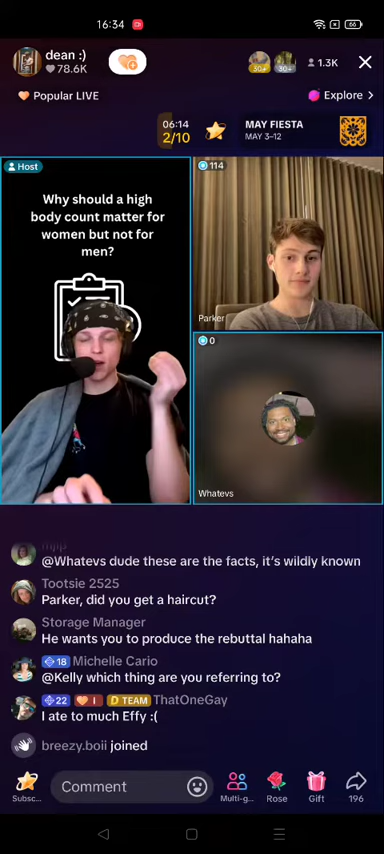 16:34
66
dean :)
78.6K
30+
30+
1.3K
Popular LIVE
Explore
06:14
2/10
MAY FIESTA
MAY 3–12
Host
Why should a high
body count matter for
women but not for
men?
114
Parker
0
Whatevs
@Whatevs dude these are the facts, it's wildly known
Tootsie 2525
Parker, did you get a haircut?
Storage Manager
He wants you to produce the rebuttal hahaha
18 Michelle Cario
@Kelly which thing are you referring to?
22 I D TEAM ThatOneGay
I ate to much Effy :(
breezy.boii joined
Subsc...
Comment
Multi-g...
Rose
Gift
196